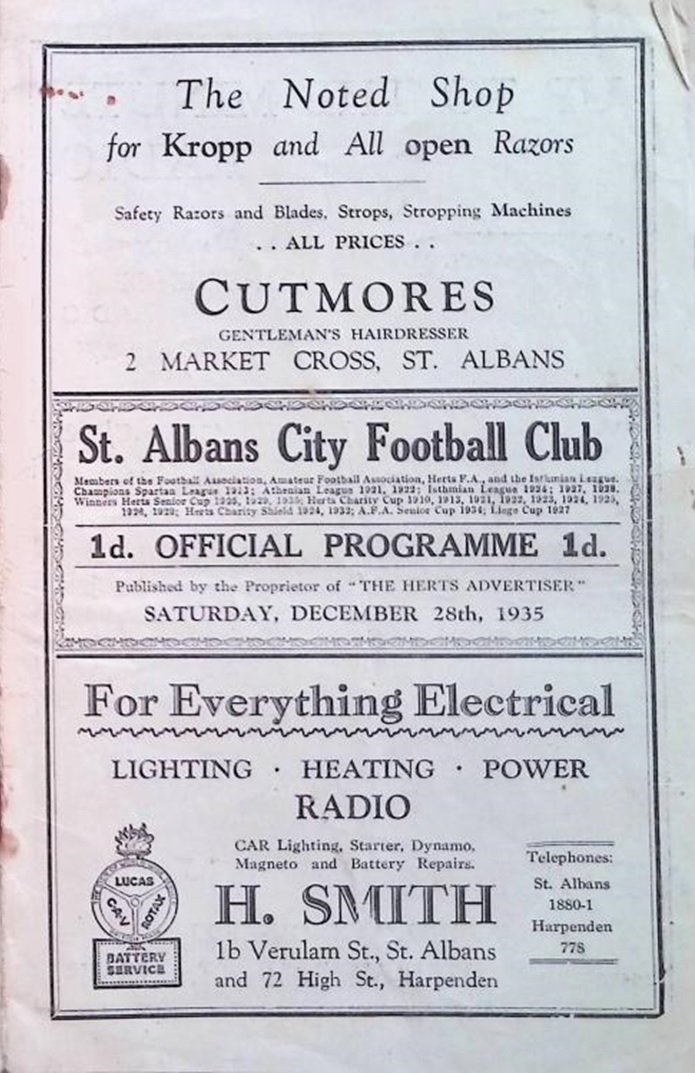 The Noted Shop
for Kropp and All open Razors
Safety Razors and Blades, Strops, Stropping Machines
. . ALL PRICES . .
CUTMORES
GENTLEMAN'S HAIRDRESSER
2 MARKET CROSS, ST. ALBANS
St. Albans City Football Club
Members of the Football Association, Amateur Football Association, Herts F.A., and the Isthmian League.
Champions Spartan League 1912; Athenian League 1921, 1922; Isthmian League 1924; 1927, 1928.
Winners Herts Senior Cup 1925, 1929, 1935; Herts Charity Cup 1910, 1913, 1921, 1922, 1923, 1924, 1925,
1926, 1929; Herts Charity Shield 1924, 1932; A.F.A. Senior Cup 1934; Liege Cup 1927
1d. OFFICIAL PROGRAMME 1d.
Published by the Proprietor of "THE HERTS ADVERTISER"
SATURDAY, DECEMBER 28th, 1935
For Everything Electrical
LIGHTING · HEATING · POWER
RADIO
CAR Lighting, Starter, Dynamo,
Magneto and Battery Repairs.
H. SMITH
1b Verulam St., St. Albans
and 72 High St., Harpenden
Telephones:
St. Albans
1880-1
Harpenden
778
LUCAS
C·A·V
ROTAX
BATTERY
SERVICE